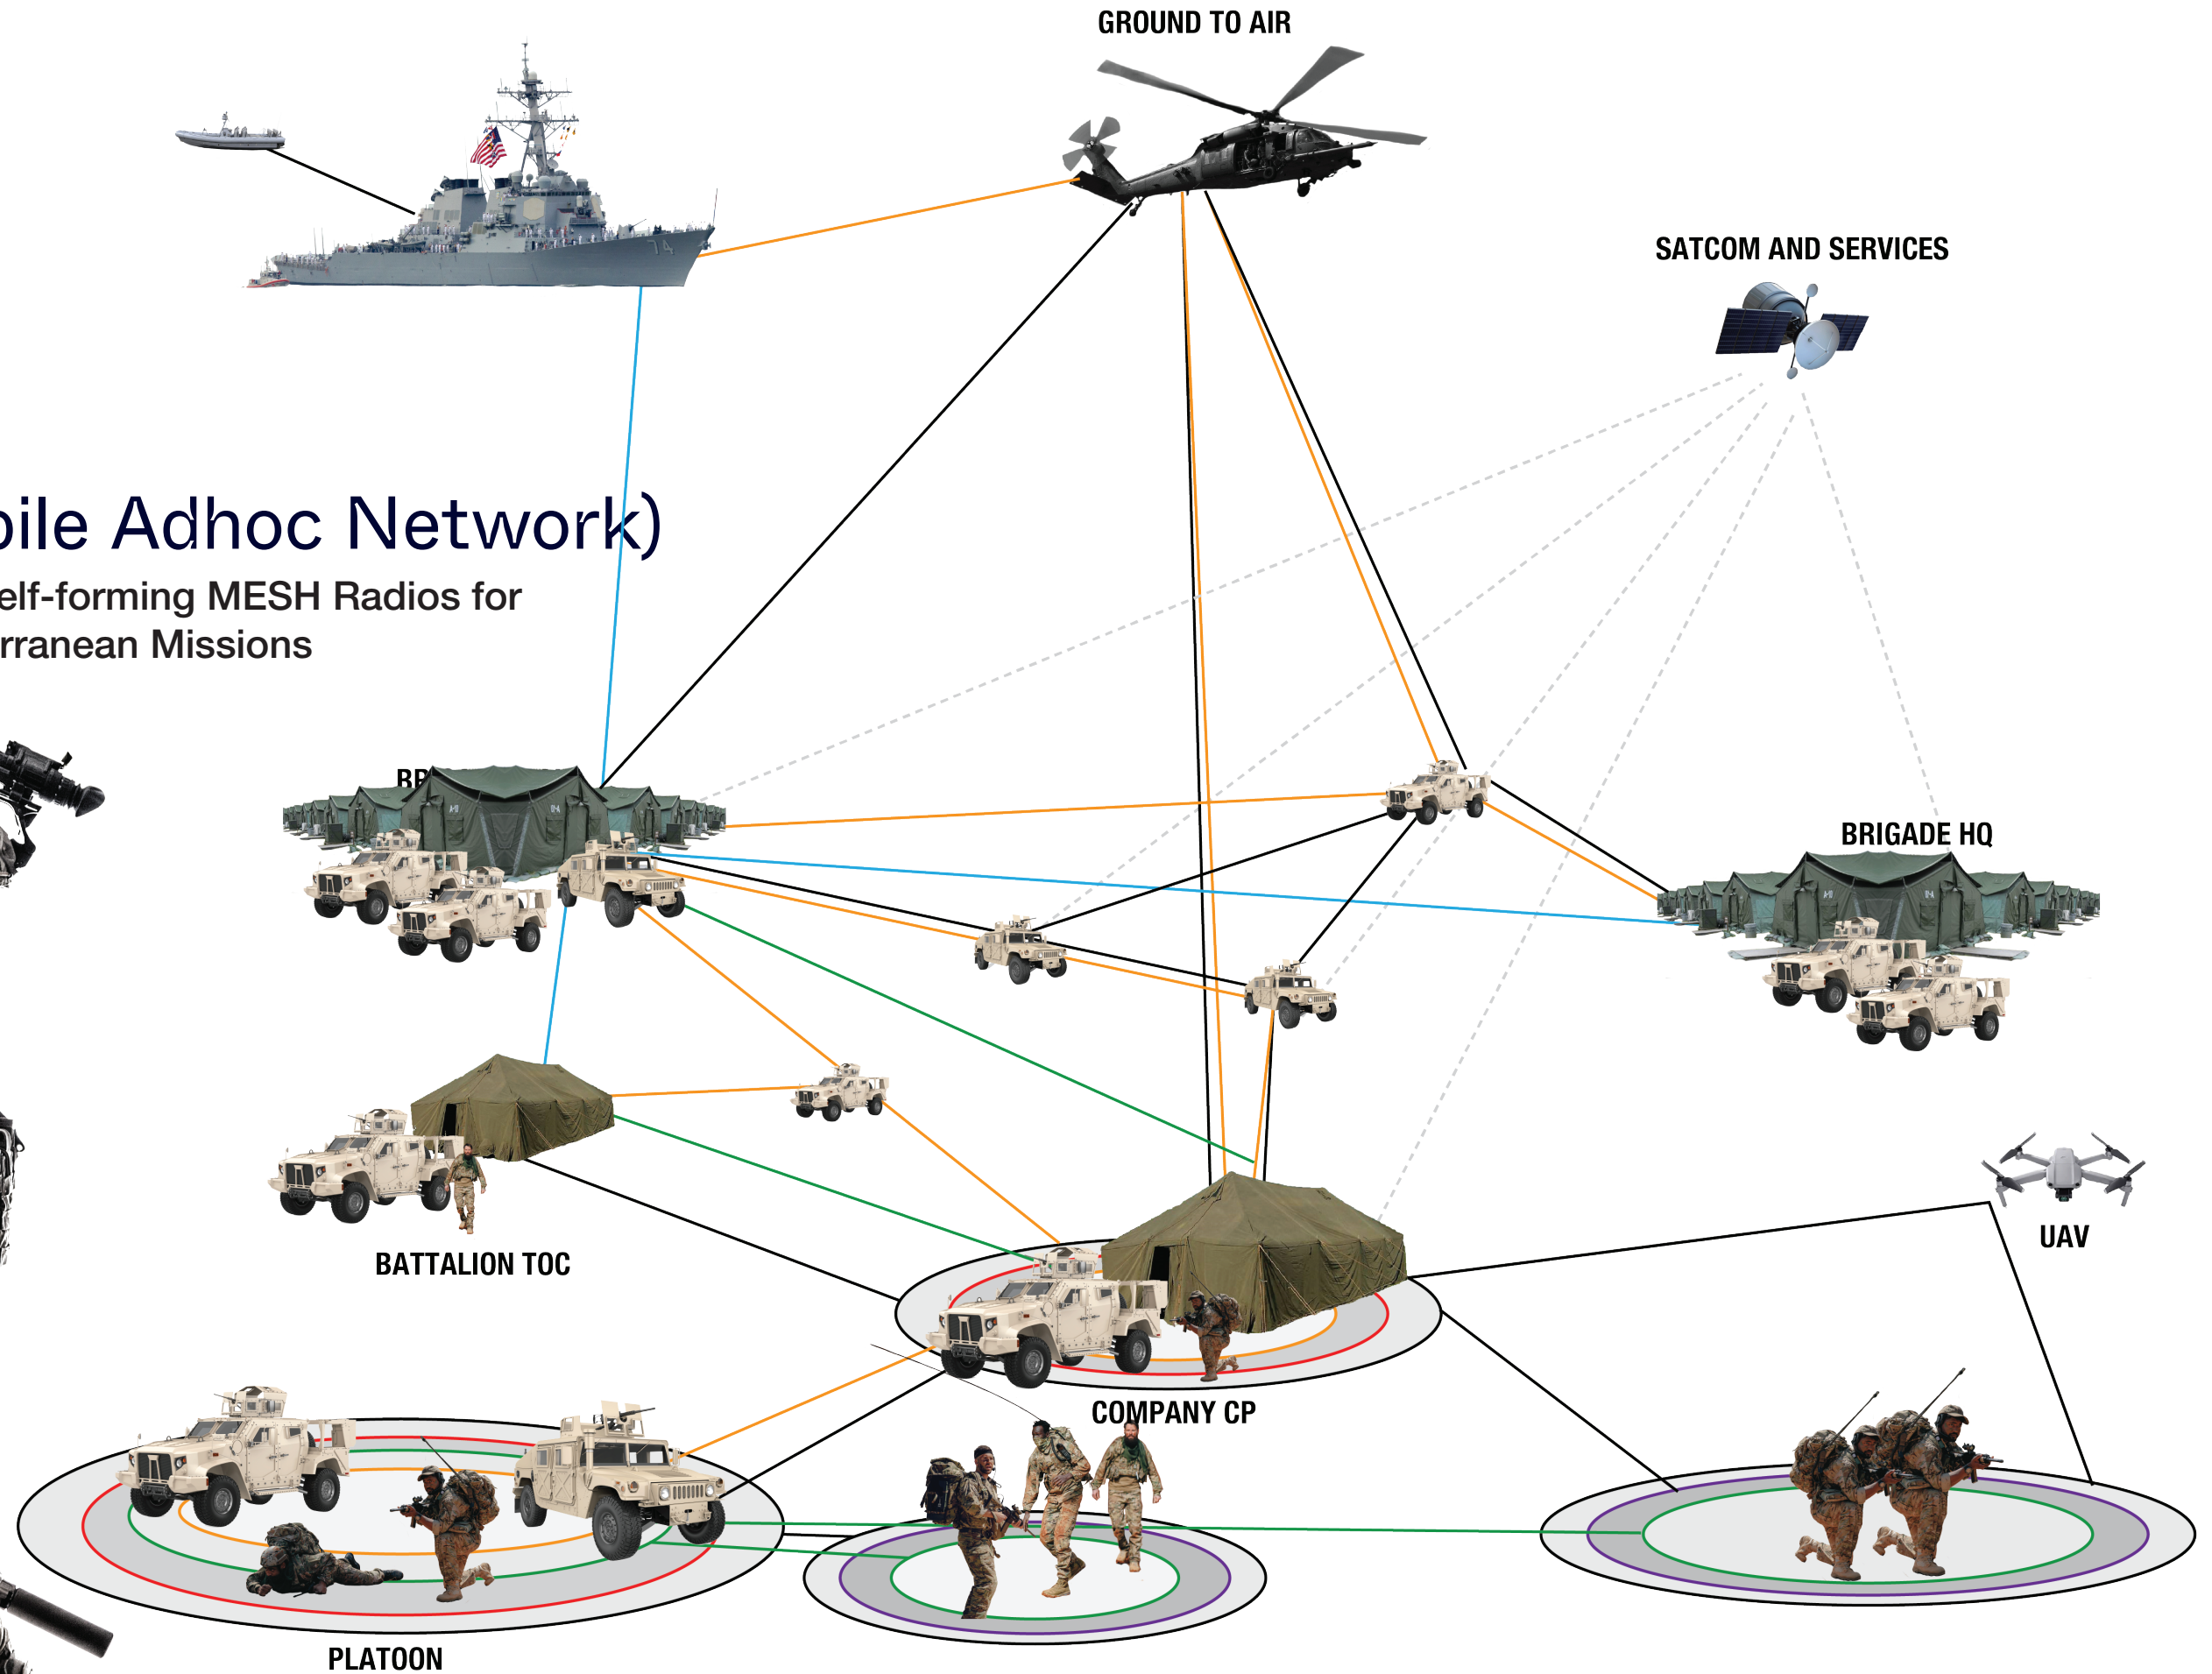 GROUND TO AIR
74
SATCOM AND SERVICES
bile Adhoc Network)
elf-forming MESH Radios for
rranean Missions
BRIGADE HQ
BATTALION TOC
UAV
COMPANY CP
PLATOON